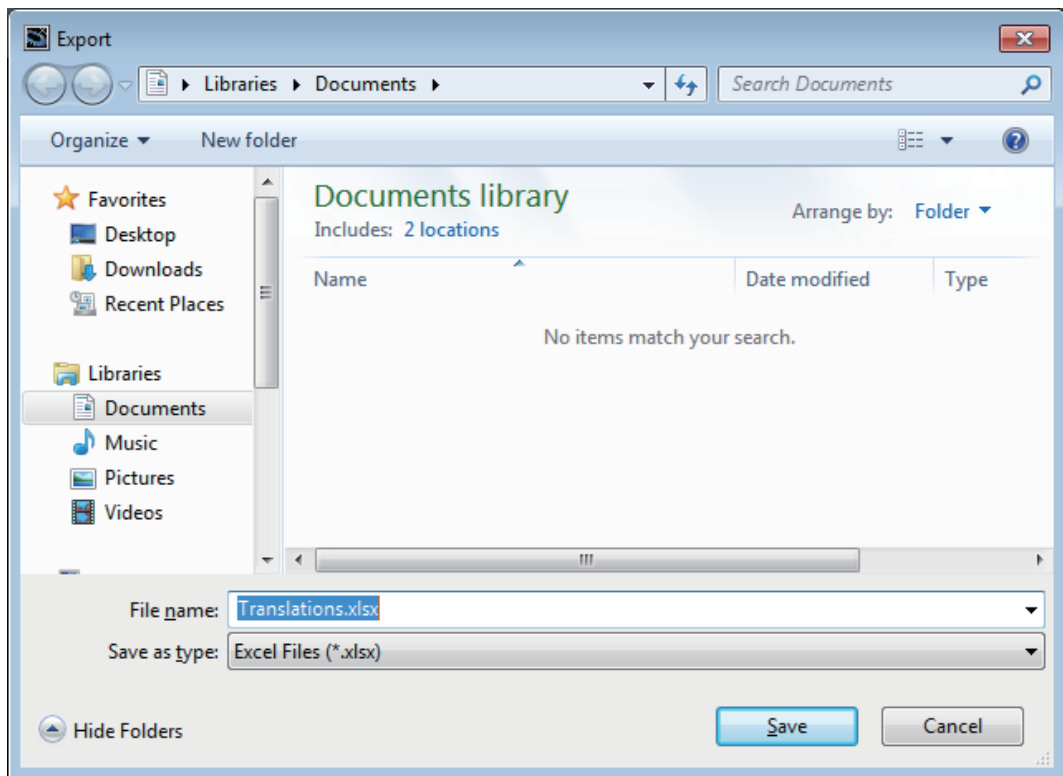 Export
Libraries Documents
Search Documents
Organize New folder
Favorites
Desktop
Downloads
Recent Places
Libraries
Documents
Music
Pictures
Videos
Documents library
Includes: 2 locations
Arrange by: Folder
Name Date modified Type
No items match your search.
File name: Translations.xlsx
Save as type: Excel Files (*.xlsx)
Hide Folders
Save Cancel